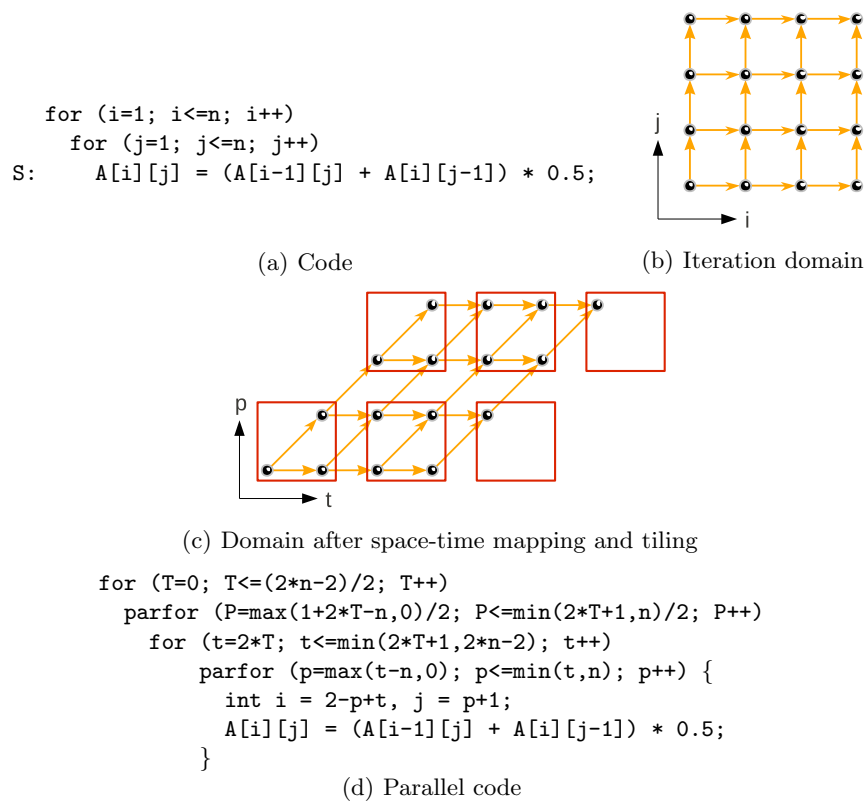 for (i=1; i<=n; i++)
for (j=1; j<=n; j++)
S: A[i][j] = (A[i-1][j] + A[i][j-1]) * 0.5;
(a) Code
j
i
(b) Iteration domain
p
t
(c) Domain after space-time mapping and tiling
for (T=0; T<=(2*n-2)/2; T++)
parfor (P=max(1+2*T-n,0)/2; P<=min(2*T+1,n)/2; P++)
for (t=2*T; t<=min(2*T+1,2*n-2); t++)
parfor (p=max(t-n,0); p<=min(t,n); p++) {
int i = 2-p+t, j = p+1;
A[i][j] = (A[i-1][j] + A[i][j-1]) * 0.5;
}
(d) Parallel code